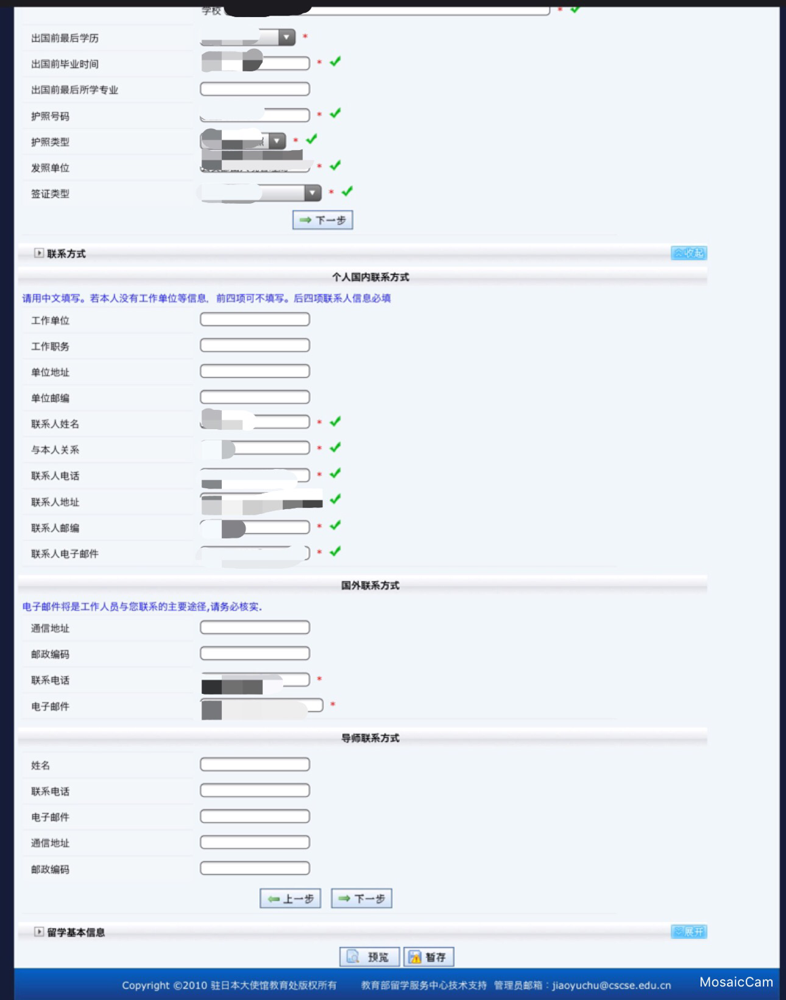 学校 * 
出国前最后学历 *
出国前毕业时间 *
出国前最后所学专业
护照号码 *
护照类型 *
发照单位 *
签证类型 *
下一步
联系方式 收起
个人国内联系方式
请用中文填写。若本人没有工作单位等信息，前四项可不填写。后四项联系人信息必填
工作单位
工作职务
单位地址
单位邮编
联系人姓名 *
与本人关系 *
联系人电话 *
联系人地址
联系人邮编 *
联系人电子邮件 *
国外联系方式
电子邮件将是工作人员与您联系的主要途径,请务必核实.
通信地址
邮政编码
联系电话 *
电子邮件 *
导师联系方式
姓名
联系电话
电子邮件
通信地址
邮政编码
上一步 下一步
留学基本信息 展开
预览 暂存
Copyright ©2010 驻日本大使馆教育处版权所有 教育部留学服务中心技术支持 管理员邮箱：jiaoyuchu@cscse.edu.cn
MosaicCam